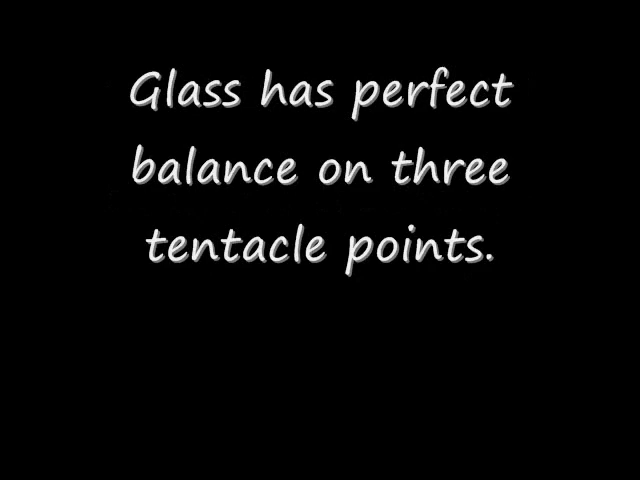 Glass has perfect
balance on three
tentacle points.